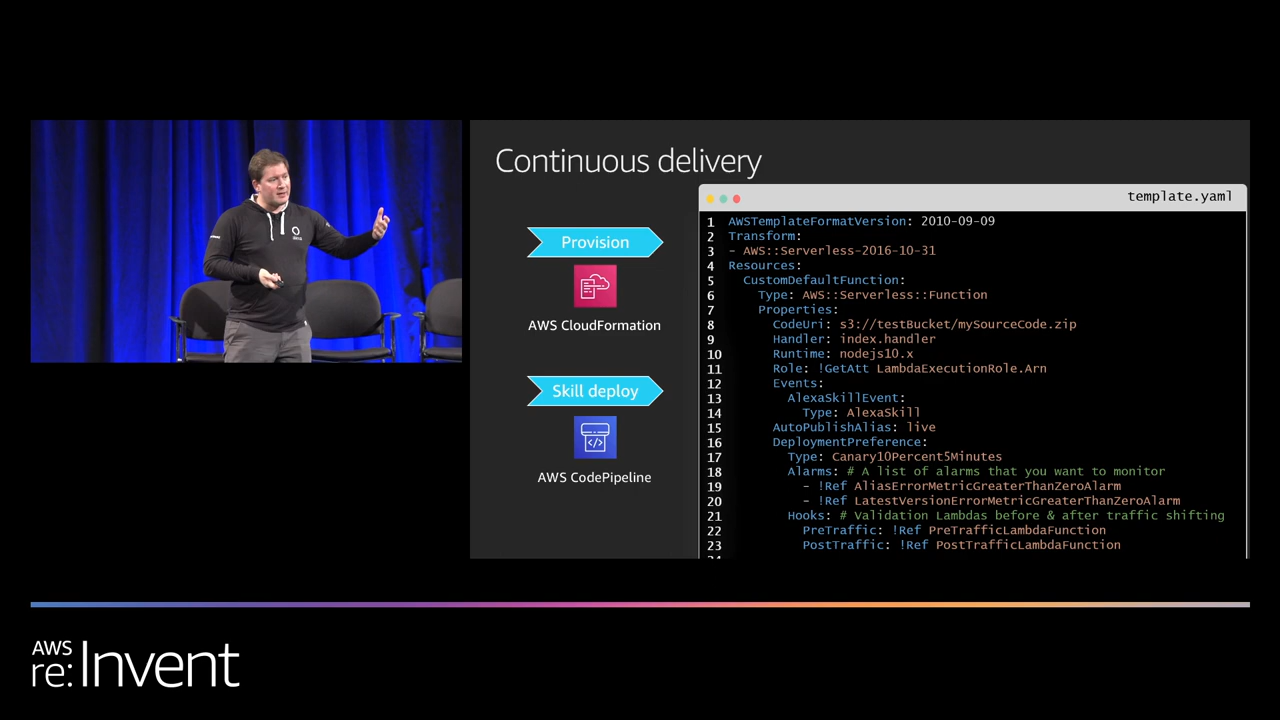 Continuous delivery
Provision
AWS CloudFormation
Skill deploy
AWS CodePipeline
template.yaml
1 AWSTemplateFormatVersion: 2010-09-09
2 Transform:
3 - AWS::Serverless-2016-10-31
4 Resources:
5 CustomDefaultFunction:
6 Type: AWS::Serverless::Function
7 Properties:
8 CodeUri: s3://testBucket/mySourceCode.zip
9 Handler: index.handler
10 Runtime: nodejs10.x
11 Role: !GetAtt LambdaExecutionRole.Arn
12 Events:
13 AlexaSkillEvent:
14 Type: AlexaSkill
15 AutoPublishAlias: live
16 DeploymentPreference:
17 Type: Canary10Percent5Minutes
18 Alarms: # A list of alarms that you want to monitor
19 - !Ref AliasErrorMetricGreaterThanZeroAlarm
20 - !Ref LatestVersionErrorMetricGreaterThanZeroAlarm
21 Hooks: # Validation Lambdas before & after traffic shifting
22 PreTraffic: !Ref PreTrafficLambdaFunction
23 PostTraffic: !Ref PostTrafficLambdaFunction
AWS
re:Invent